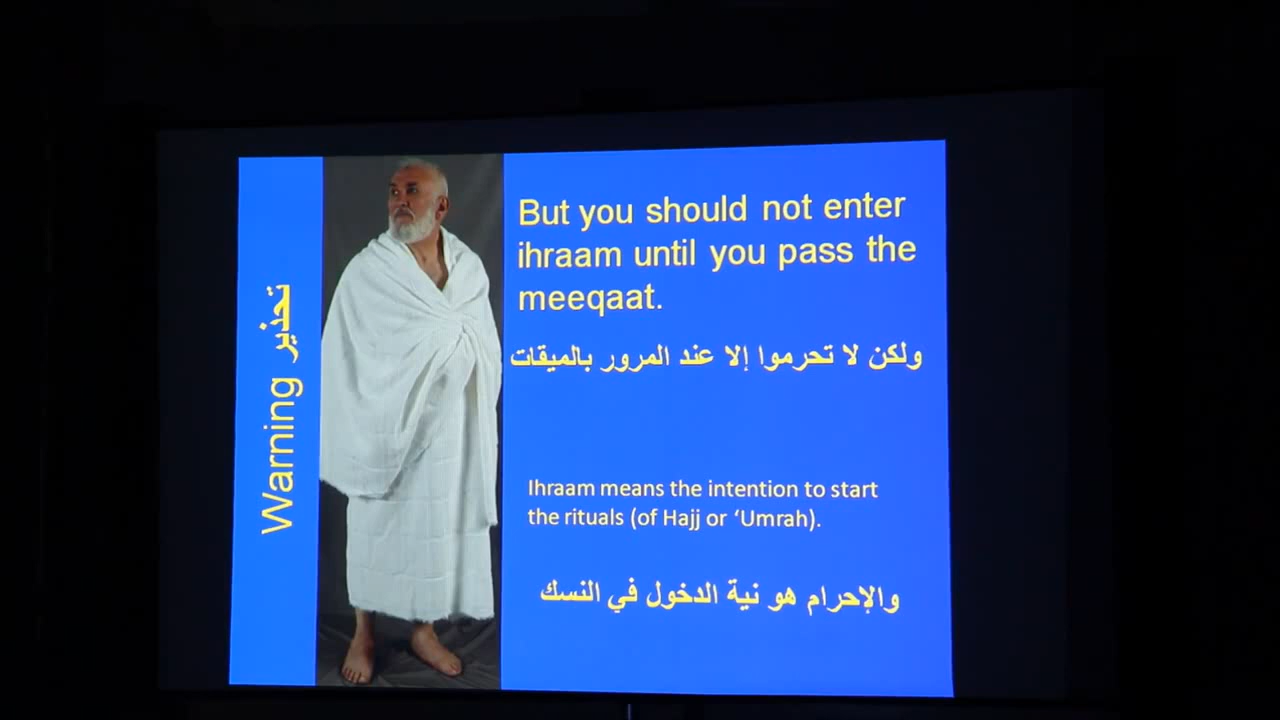 Warning تحذير
But you should not enter
ihraam until you pass the
meeqaat.
ولكن لا تحرموا إلا عند المرور بالميقات
Ihraam means the intention to start
the rituals (of Hajj or ‘Umrah).
والإحرام هو نية الدخول في النسك